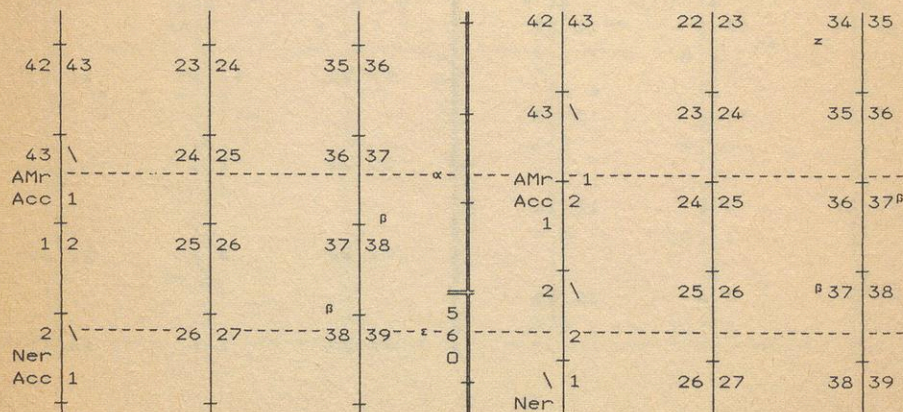 42 43 22 23 34 35
z
42 43 23 24 35 36
43 \ 23 24 35 36
43 \ 24 25 36 37
AMr α AMr 1
Acc 1 Acc 2 24 25 36 37 β
β 1
1 2 25 26 37 38
2 \ 25 26 β 37 38
β 5
2 \ 26 27 38 39 ε 6 2
Ner 0
Acc 1 \ 1 26 27 38 39
Ner